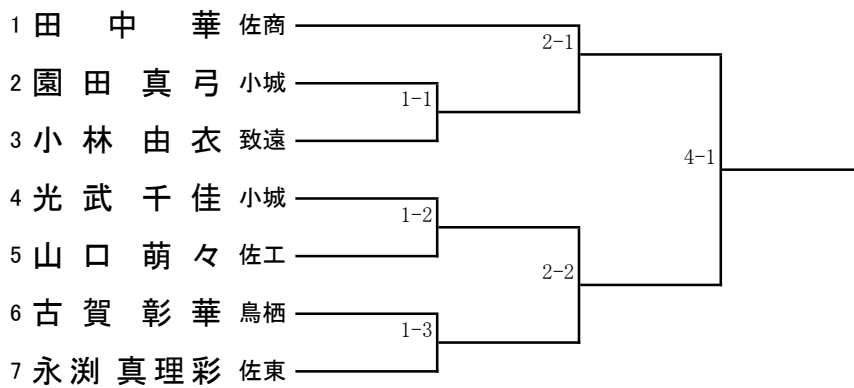 1 田中華 佐商
2-1
2 園田真弓 小城
1-1
3 小林由衣 致遠
4-1
4 光武千佳 小城
1-2
5 山口萌々 佐工
2-2
6 古賀彰華 鳥栖
1-3
7 永渕真理彩 佐東